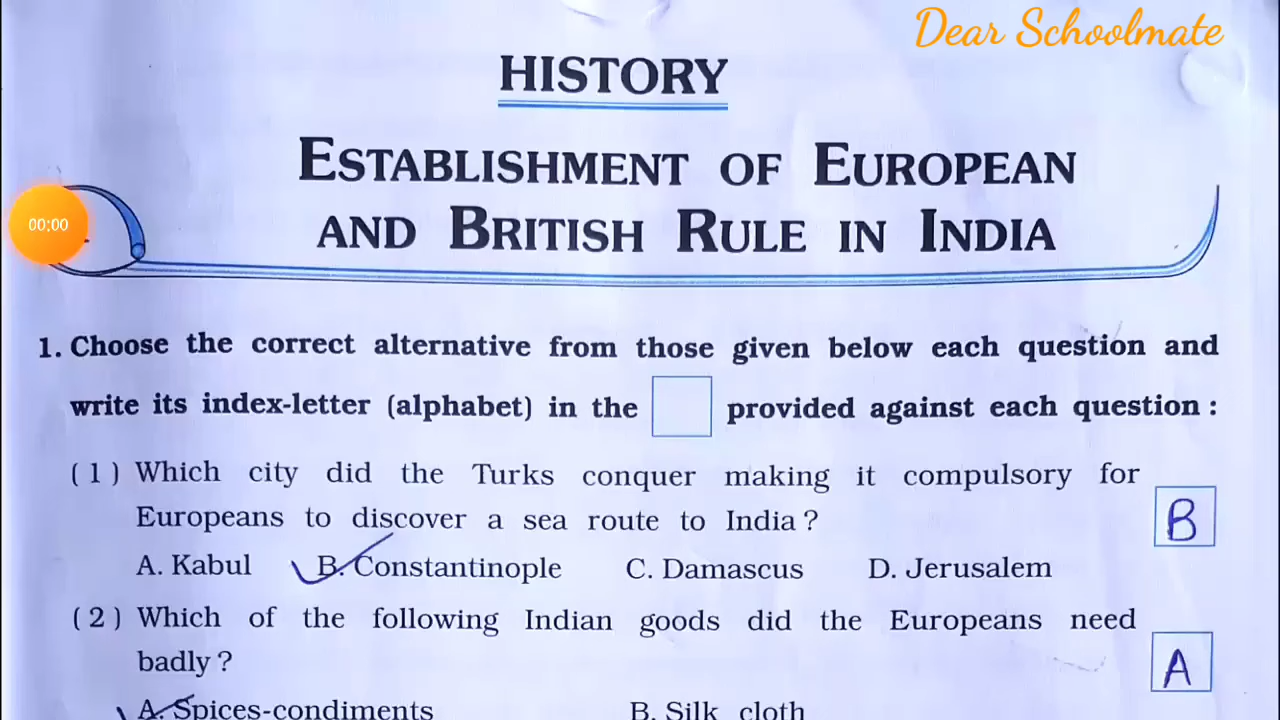 Dear Schoolmate
HISTORY
ESTABLISHMENT OF EUROPEAN
AND BRITISH RULE IN INDIA
00:00
1. Choose the correct alternative from those given below each question and
write its index-letter (alphabet) in the provided against each question :
( 1 ) Which city did the Turks conquer making it compulsory for
Europeans to discover a sea route to India ?
B
A. Kabul B. Constantinople C. Damascus D. Jerusalem
( 2 ) Which of the following Indian goods did the Europeans need
badly ?
A
A. Spices-condiments B. Silk cloth